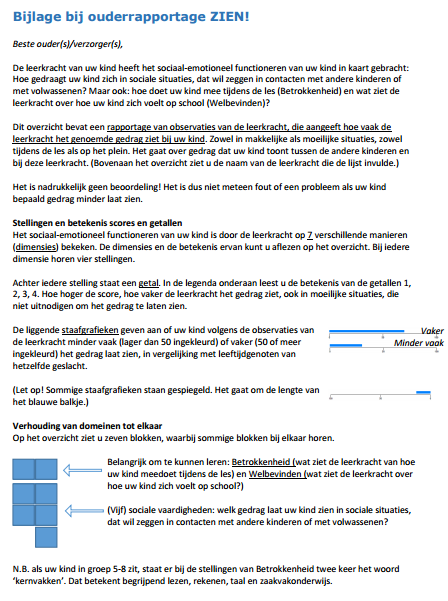 Bijlage bij ouderrapportage ZIEN!
Beste ouder(s)/verzorger(s),
De leerkracht van uw kind heeft het sociaal-emotioneel functioneren van uw kind in kaart gebracht:
Hoe gedraagt uw kind zich in sociale situaties, dat wil zeggen in contacten met andere kinderen of
met volwassenen? Maar ook: hoe doet uw kind mee tijdens de les (Betrokkenheid) en wat ziet de
leerkracht over hoe uw kind zich voelt op school (Welbevinden)?
Dit overzicht bevat een rapportage van observaties van de leerkracht, die aangeeft hoe vaak de
leerkracht het genoemde gedrag ziet bij uw kind. Zowel in makkelijke als moeilijke situaties, zowel
tijdens de les als op het plein. Het gaat over gedrag dat uw kind toont tussen de andere kinderen en
bij deze leerkracht. (Bovenaan het overzicht ziet u de naam van de leerkracht die de lijst invulde.)
Het is nadrukkelijk geen beoordeling! Het is dus niet meteen fout of een probleem als uw kind
bepaald gedrag minder laat zien.
Stellingen en betekenis scores en getallen
Het sociaal-emotioneel functioneren van uw kind is door de leerkracht op 7 verschillende manieren
(dimensies) bekeken. De dimensies en de betekenis ervan kunt u aflezen op het overzicht. Bij iedere
dimensie horen vier stellingen.
Achter iedere stelling staat een getal. In de legenda onderaan leest u de betekenis van de getallen 1,
2, 3, 4. Hoe hoger de score, hoe vaker de leerkracht het gedrag ziet, ook in moeilijke situaties, die
niet uitnodigen om het gedrag te laten zien.
De liggende staafgrafieken geven aan of uw kind volgens de observaties van
de leerkracht minder vaak (lager dan 50 ingekleurd) of vaker (50 of meer
ingekleurd) het gedrag laat zien, in vergelijking met leeftijdgenoten van
hetzelfde geslacht.
Vaker
Minder vaak
(Let op! Sommige staafgrafieken staan gespiegeld. Het gaat om de lengte van
het blauwe balkje.)
Verhouding van domeinen tot elkaar
Op het overzicht ziet u zeven blokken, waarbij sommige blokken bij elkaar horen.
Belangrijk om te kunnen leren: Betrokkenheid (wat ziet de leerkracht van hoe
uw kind meedoet tijdens de les) en Welbevinden (wat ziet de leerkracht over
hoe uw kind zich voelt op school?)
(Vijf) sociale vaardigheden: welk gedrag laat uw kind zien in sociale situaties,
dat wil zeggen in contacten met andere kinderen of met volwassenen?
N.B. als uw kind in groep 5-8 zit, staat er bij de stellingen van Betrokkenheid twee keer het woord
'kernvakken'. Dat betekent begrijpend lezen, rekenen, taal en zaakvakonderwijs.